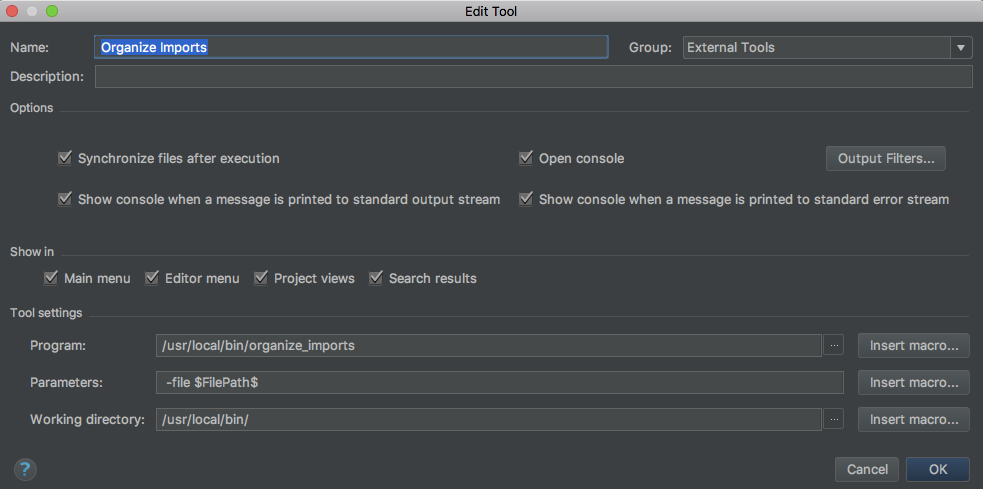 Edit Tool
Name: Organize Imports Group: External Tools
Description:
Options
Synchronize files after execution Open console Output Filters...
Show console when a message is printed to standard output stream Show console when a message is printed to standard error stream
Show in
Main menu Editor menu Project views Search results
Tool settings
Program: /usr/local/bin/organize_imports ... Insert macro...
Parameters: -file $FilePath$ Insert macro...
Working directory: /usr/local/bin/ ... Insert macro...
? Cancel OK